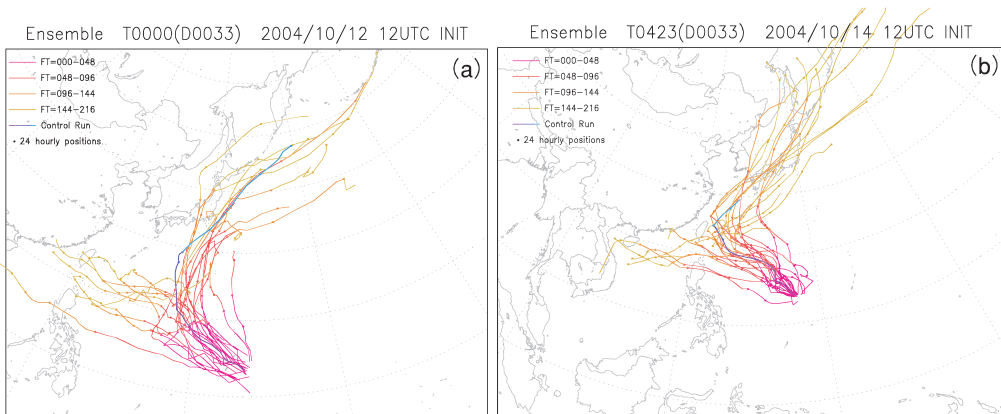 Ensemble T0000(D0033) 2004/10/12 12UTC INIT
(a)
FT=000-048
FT=048-096
FT=096-144
FT=144-216
Control Run
• 24 hourly positions
Ensemble T0423(D0033) 2004/10/14 12UTC INIT
(b)
FT=000-048
FT=048-096
FT=096-144
FT=144-216
Control Run
• 24 hourly positions